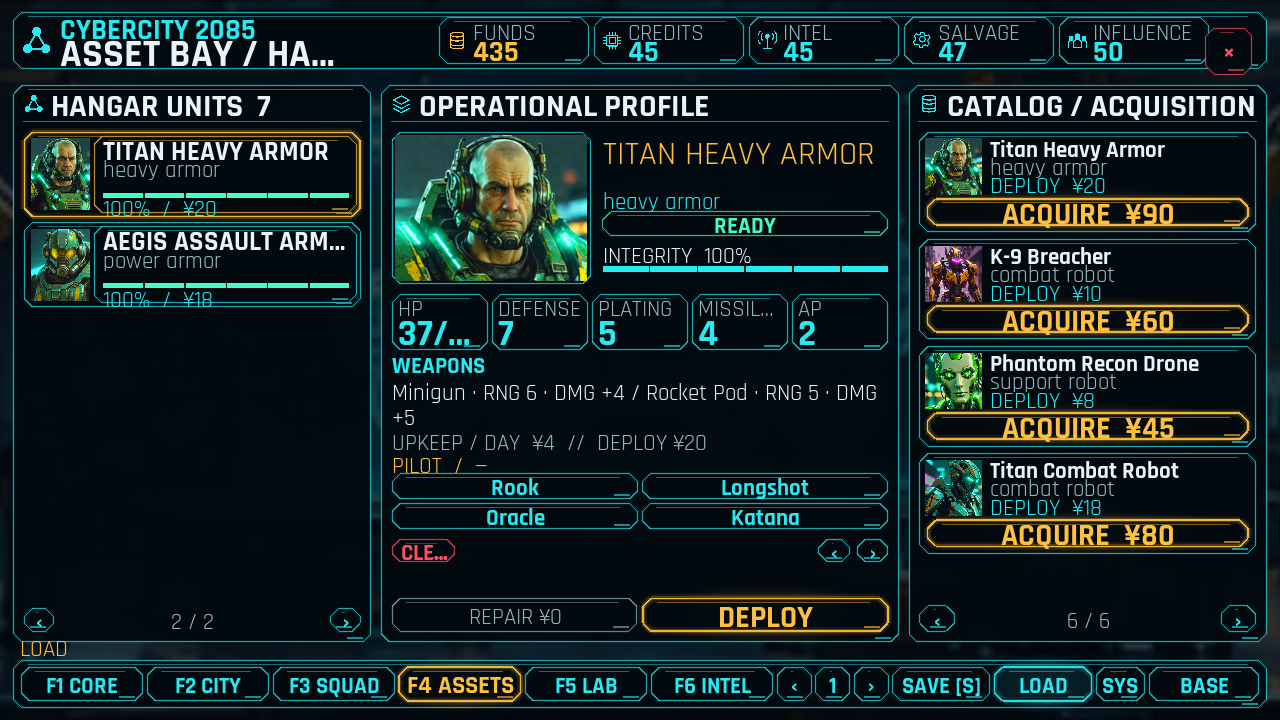 CYBERCITY 2085
ASSET BAY / HA...
FUNDS
435
CREDITS
45
INTEL
45
SALVAGE
47
INFLUENCE
50
×
HANGAR UNITS 7
TITAN HEAVY ARMOR
heavy armor
100% / ¥20
AEGIS ASSAULT ARM...
power armor
100% / ¥18
‹
2 / 2
›
OPERATIONAL PROFILE
TITAN HEAVY ARMOR
heavy armor
READY
INTEGRITY 100%
HP
37/...
DEFENSE
7
PLATING
5
MISSIL...
4
AP
2
WEAPONS
Minigun · RNG 6 · DMG +4 / Rocket Pod · RNG 5 · DMG
+5
UPKEEP / DAY ¥4 // DEPLOY ¥20
PILOT / —
Rook
Longshot
Oracle
Katana
CLE...
‹
›
REPAIR ¥0
DEPLOY
CATALOG / ACQUISITION
Titan Heavy Armor
heavy armor
DEPLOY ¥20
ACQUIRE ¥90
K-9 Breacher
combat robot
DEPLOY ¥10
ACQUIRE ¥60
Phantom Recon Drone
support robot
DEPLOY ¥8
ACQUIRE ¥45
Titan Combat Robot
combat robot
DEPLOY ¥18
ACQUIRE ¥80
‹
6 / 6
›
LOAD
F1 CORE
F2 CITY
F3 SQUAD
F4 ASSETS
F5 LAB
F6 INTEL
‹
1
›
SAVE [S]
LOAD
SYS
BASE